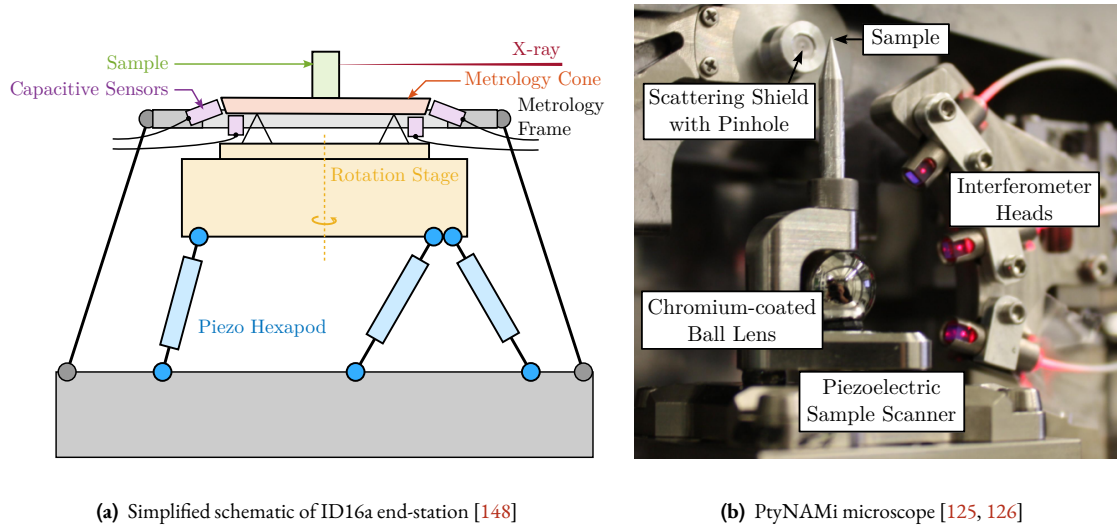 X-ray
Sample
Metrology Cone
Capacitive Sensors
Metrology
Frame
Rotation Stage
Piezo Hexapod
(a) Simplified schematic of ID16a end-station [148]
Sample
Scattering Shield
with Pinhole
Interferometer
Heads
Chromium-coated
Ball Lens
Piezoelectric
Sample Scanner
(b) PtyNAMi microscope [125, 126]